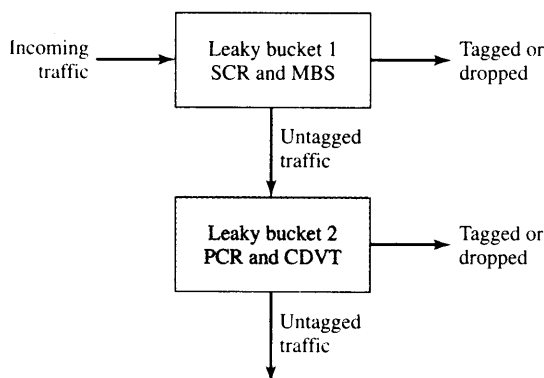 Incoming
traffic
Leaky bucket 1
SCR and MBS
Tagged or
dropped
Untagged
traffic
Leaky bucket 2
PCR and CDVT
Tagged or
dropped
Untagged
traffic